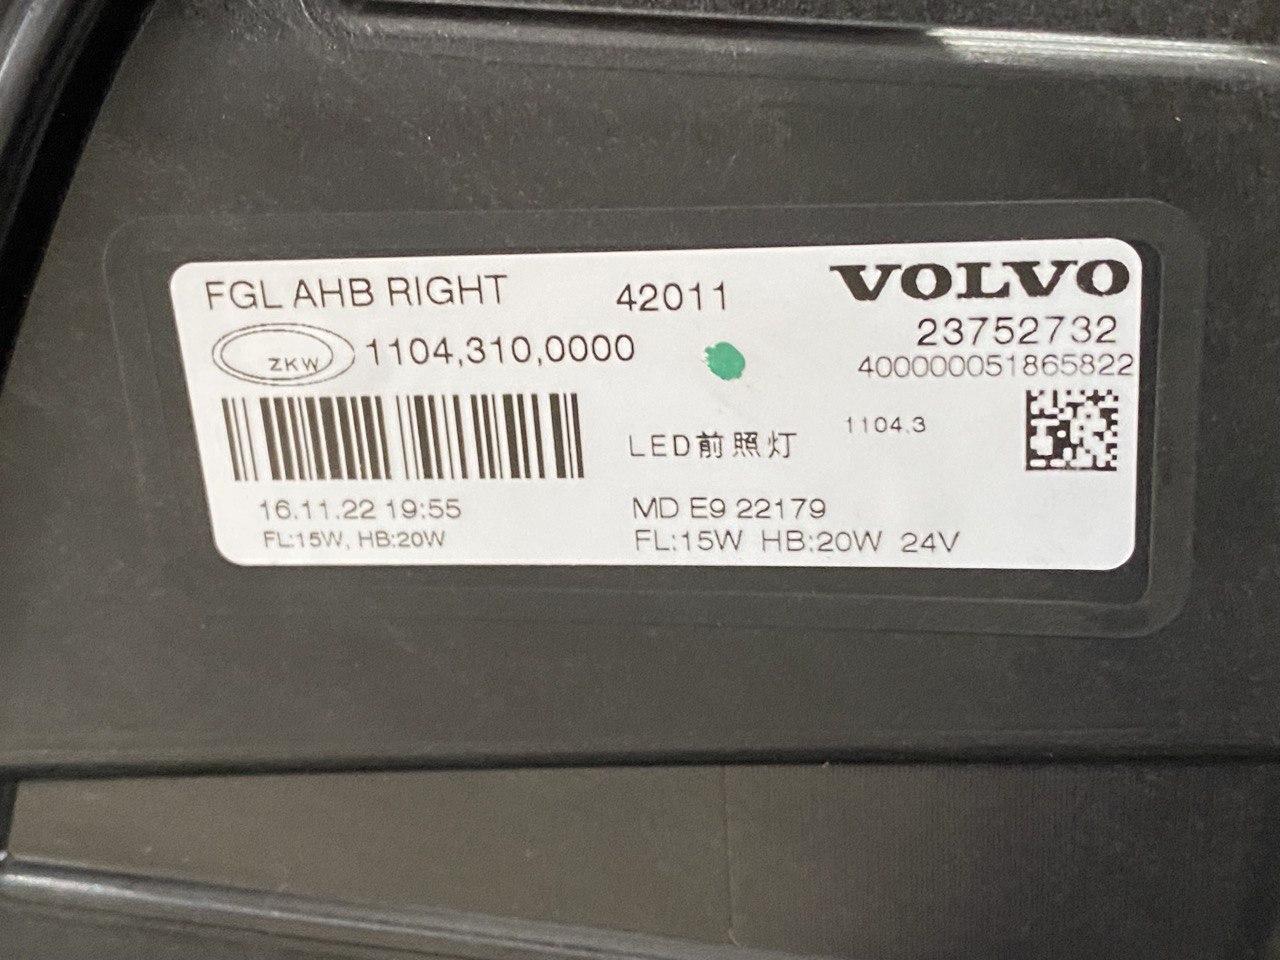 FGL AHB RIGHT
42011
VOLVO
ZKW
1104,310,0000
23752732
400000051865822
LED前照灯
1104.3
16.11.22 19:55
MD E9 22179
FL:15W, HB:20W
FL:15W HB:20W 24V